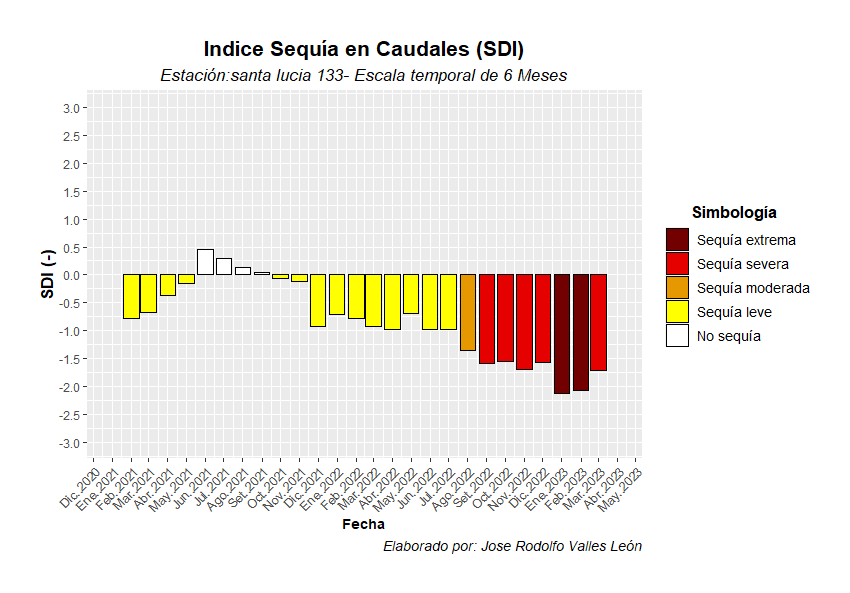 Indice Sequía en Caudales (SDI)
Estación:santa lucia 133- Escala temporal de 6 Meses
SDI (-)
3.0
2.5
2.0
1.5
1.0
0.5
0.0
-0.5
-1.0
-1.5
-2.0
-2.5
-3.0
Simbología
Sequía extrema
Sequía severa
Sequía moderada
Sequía leve
No sequía
Dic.2020
Ene.2021
Feb.2021
Mar.2021
Abr.2021
May.2021
Jun.2021
Jul.2021
Ago.2021
Set.2021
Oct.2021
Nov.2021
Dic.2021
Ene.2022
Feb.2022
Mar.2022
Abr.2022
May.2022
Jun.2022
Jul.2022
Ago.2022
Set.2022
Oct.2022
Nov.2022
Dic.2022
Ene.2023
Feb.2023
Mar.2023
Abr.2023
May.2023
Fecha
Elaborado por: Jose Rodolfo Valles León